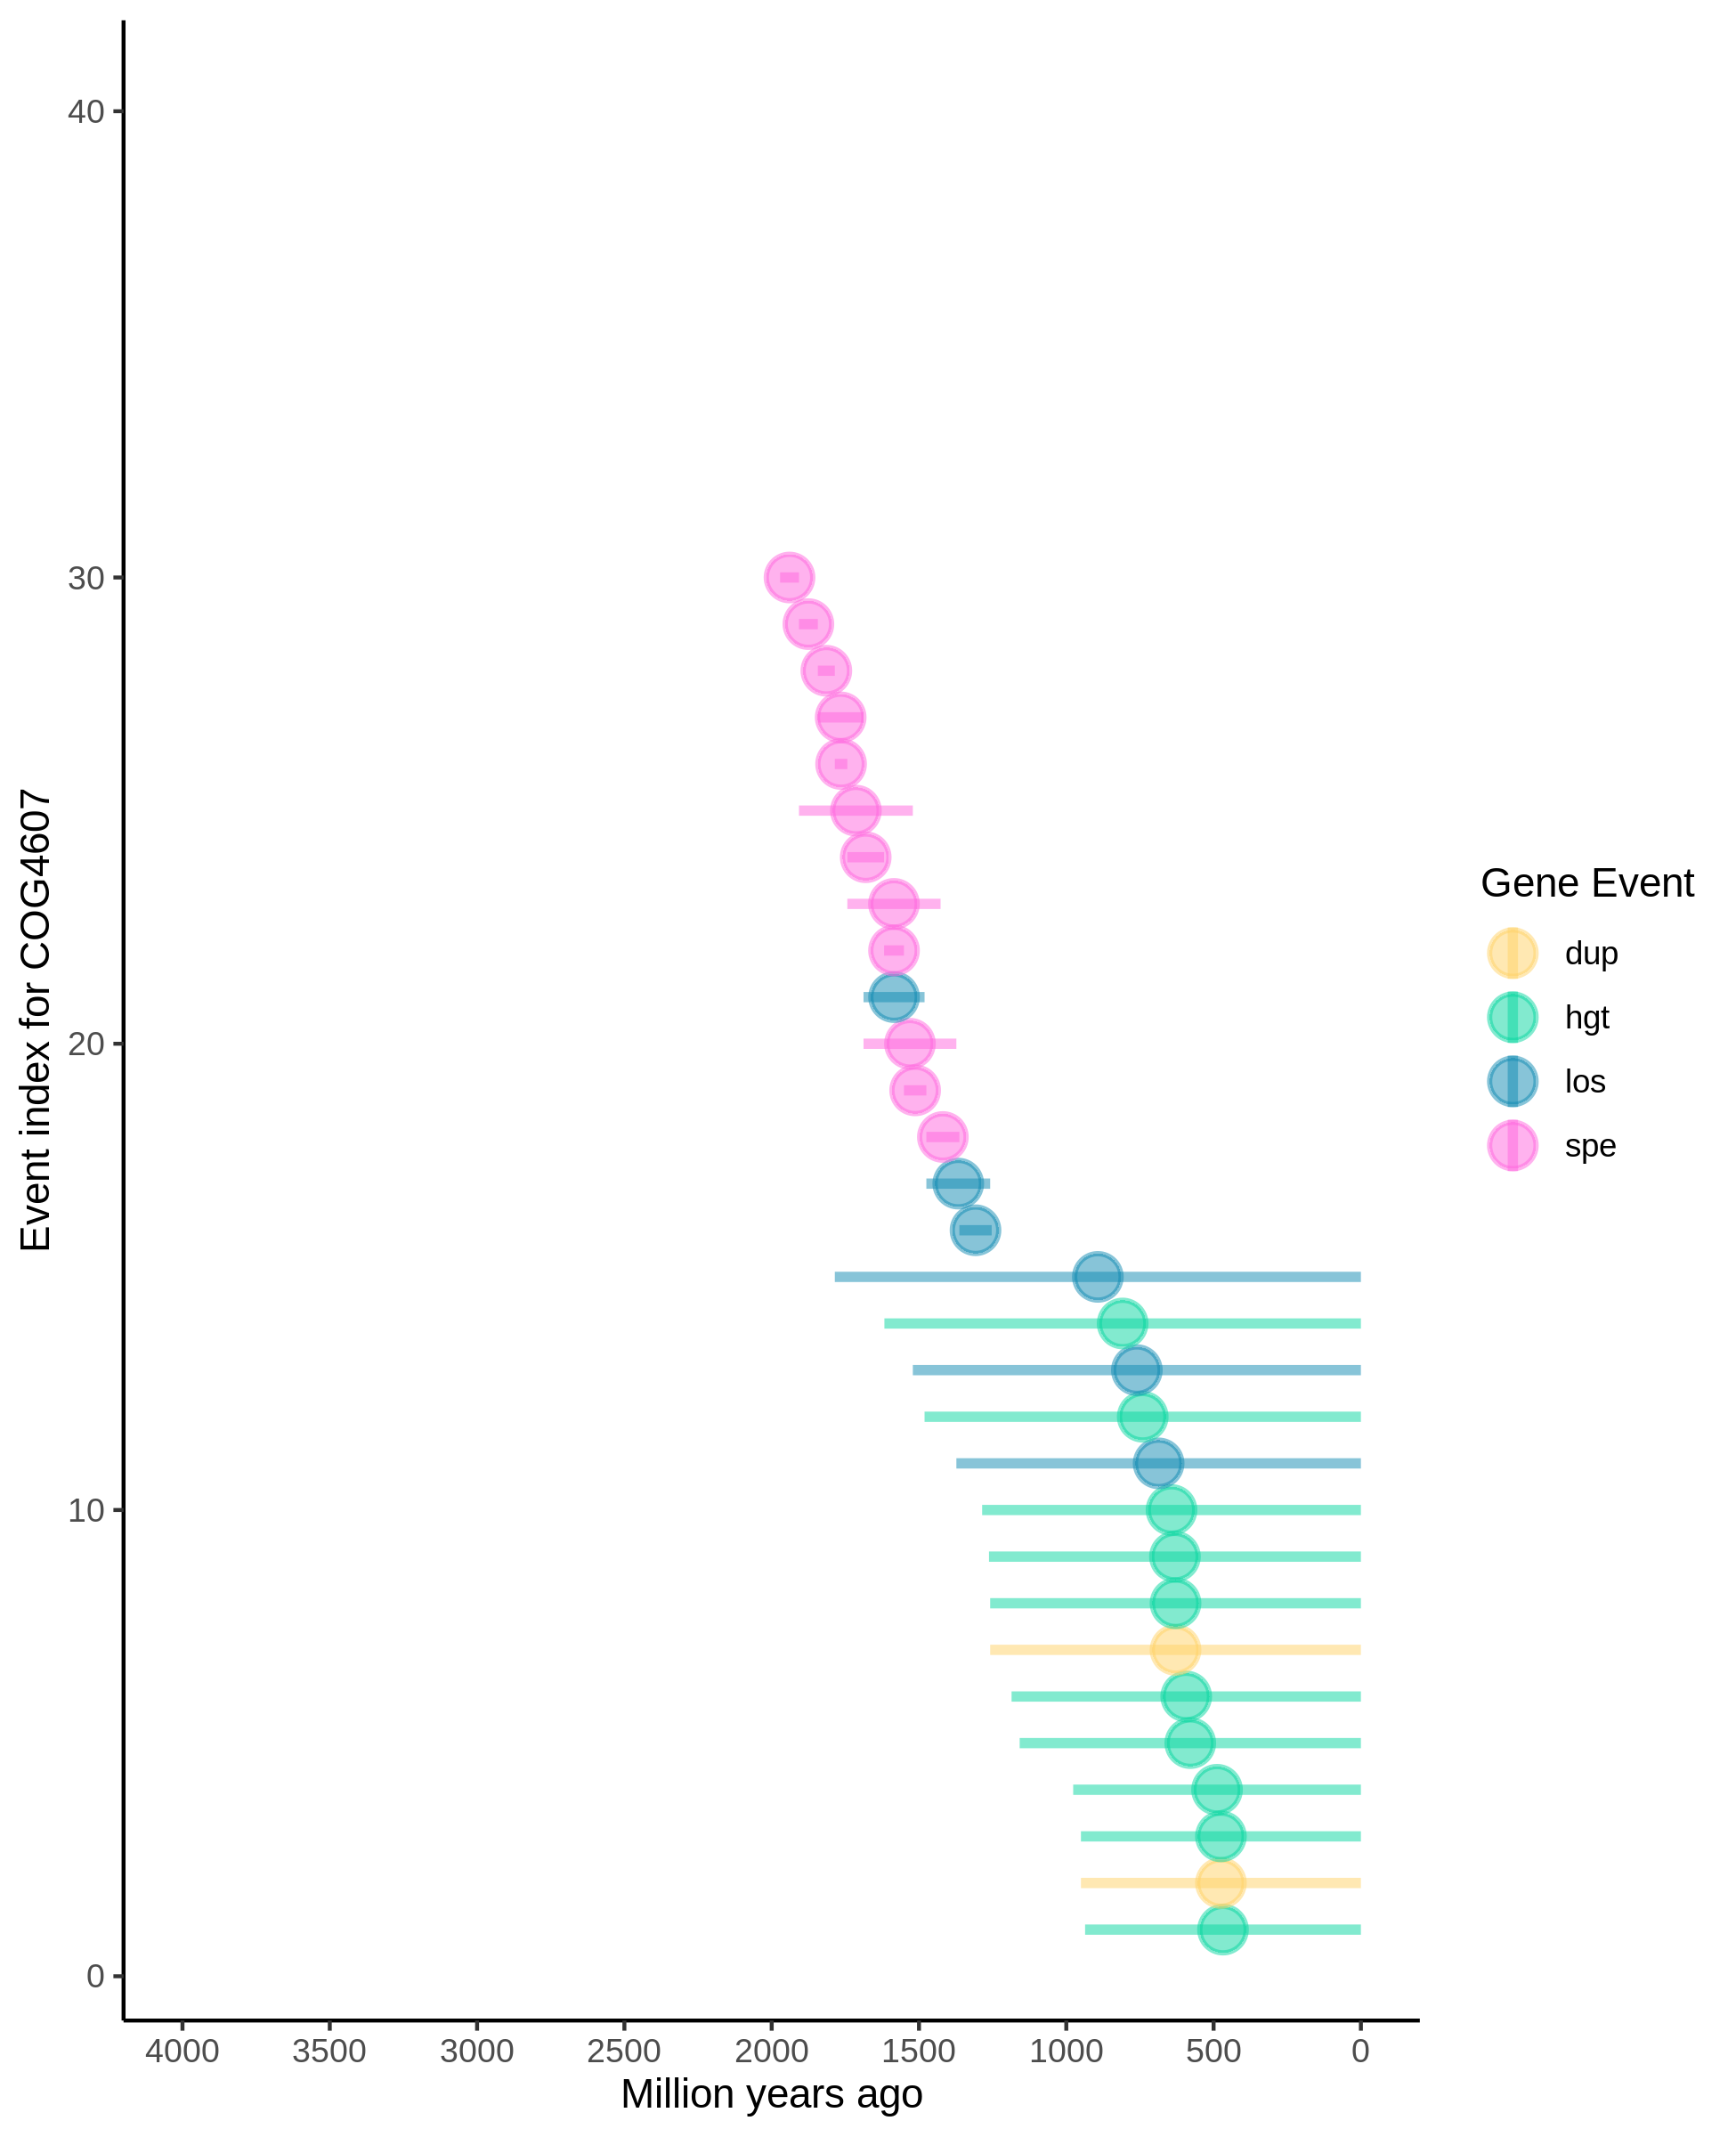 Event index for COG4607
40
30
20
10
0
4000 3500 3000 2500 2000 1500 1000 500 0
Million years ago
Gene Event
dup
hgt
los
spe